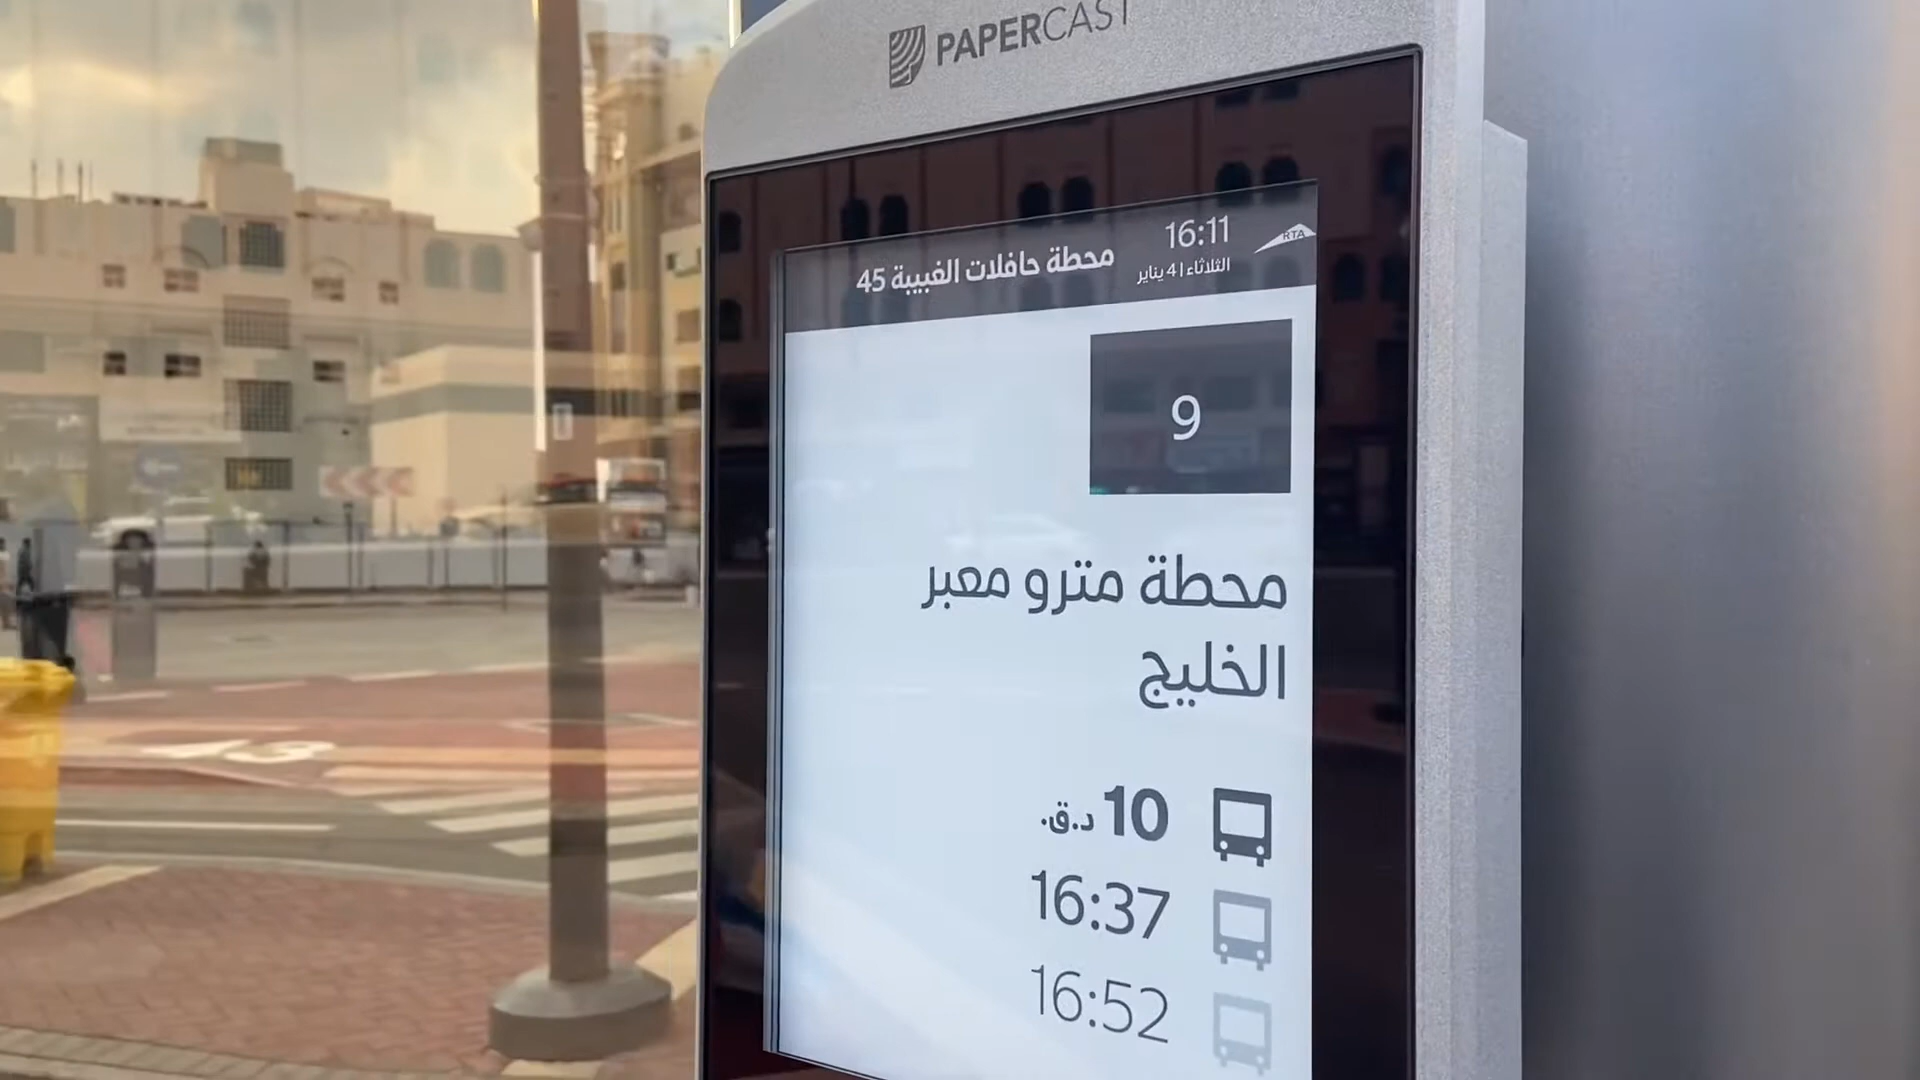 PAPERCAST
16:11
RTA
الثلاثاء | 4 يناير
محطة حافلات الغبيبة 45
9
محطة مترو معبر
الخليج
10 د.ق.
16:37
16:52